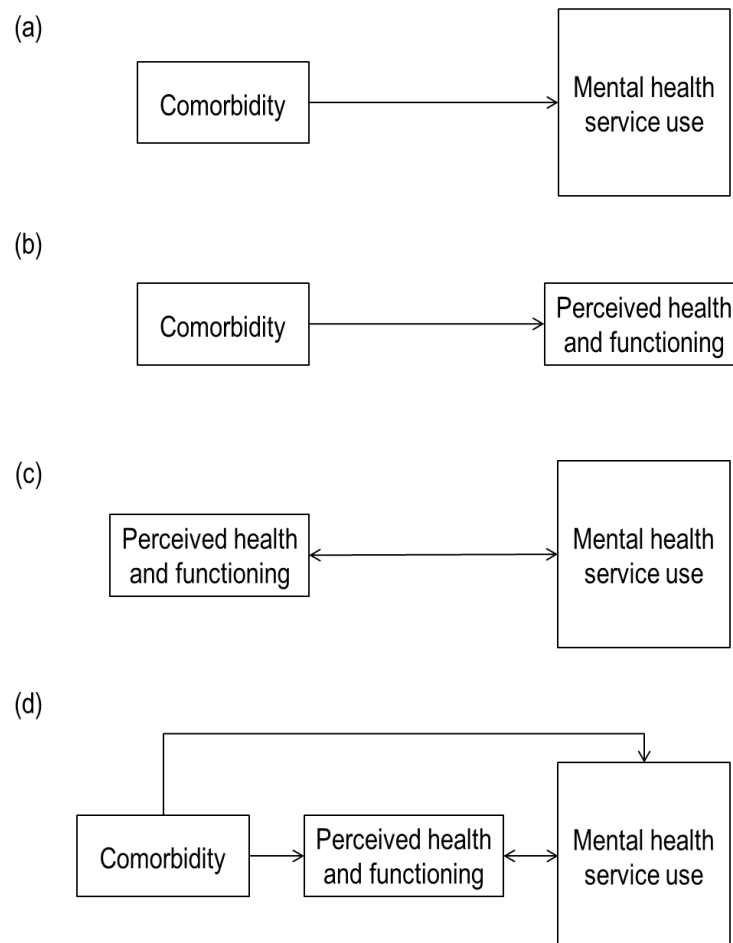 (a)
Comorbidity
Mental health
service use
(b)
Comorbidity
Perceived health
and functioning
(c)
Perceived health
and functioning
Mental health
service use
(d)
Comorbidity
Perceived health
and functioning
Mental health
service use